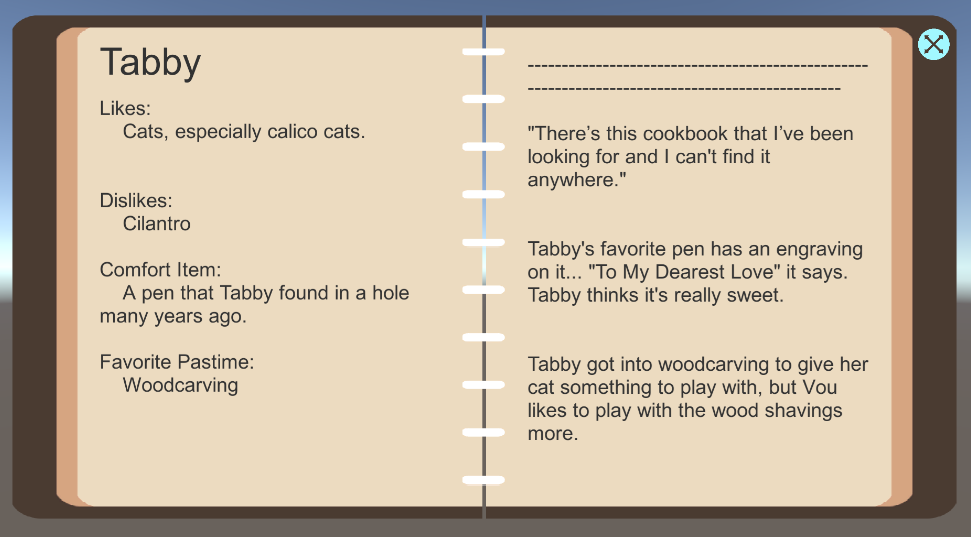 Tabby
Likes:
Cats, especially calico cats.
Dislikes:
Cilantro
Comfort Item:
A pen that Tabby found in a hole
many years ago.
Favorite Pastime:
Woodcarving
--------------------------------------------------
----------------------------------------------
"There’s this cookbook that I’ve been
looking for and I can't find it
anywhere."
Tabby's favorite pen has an engraving
on it... "To My Dearest Love" it says.
Tabby thinks it's really sweet.
Tabby got into woodcarving to give her
cat something to play with, but Vou
likes to play with the wood shavings
more.